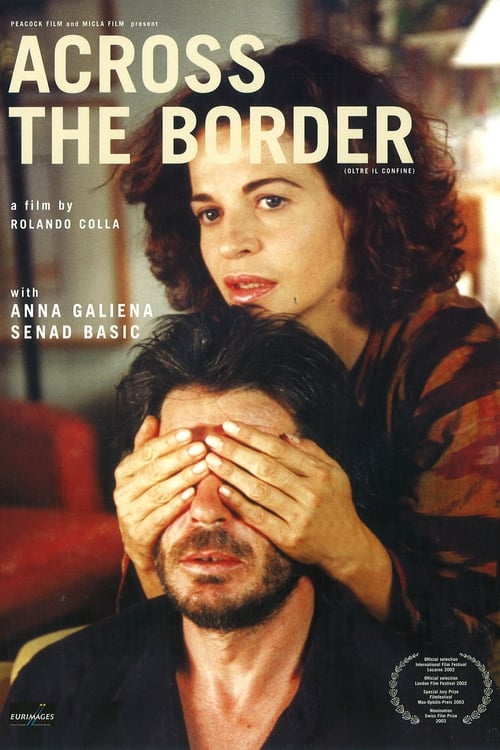 PEACOCK FILM and MICLA FILM present
ACROSS
THE BORDER
(OLTRE IL CONFINE)
a film by
ROLANDO COLLA
with
ANNA GALIENA
SENAD BASIC
Official selection
International Film Festival
Locarno 2002
Official selection
London Film Festival 2002
Special Jury Prize
Filmfestival
Max-Ophüls-Preis 2003
Nomination
Swiss Film Prize
2003
EURIMAGES